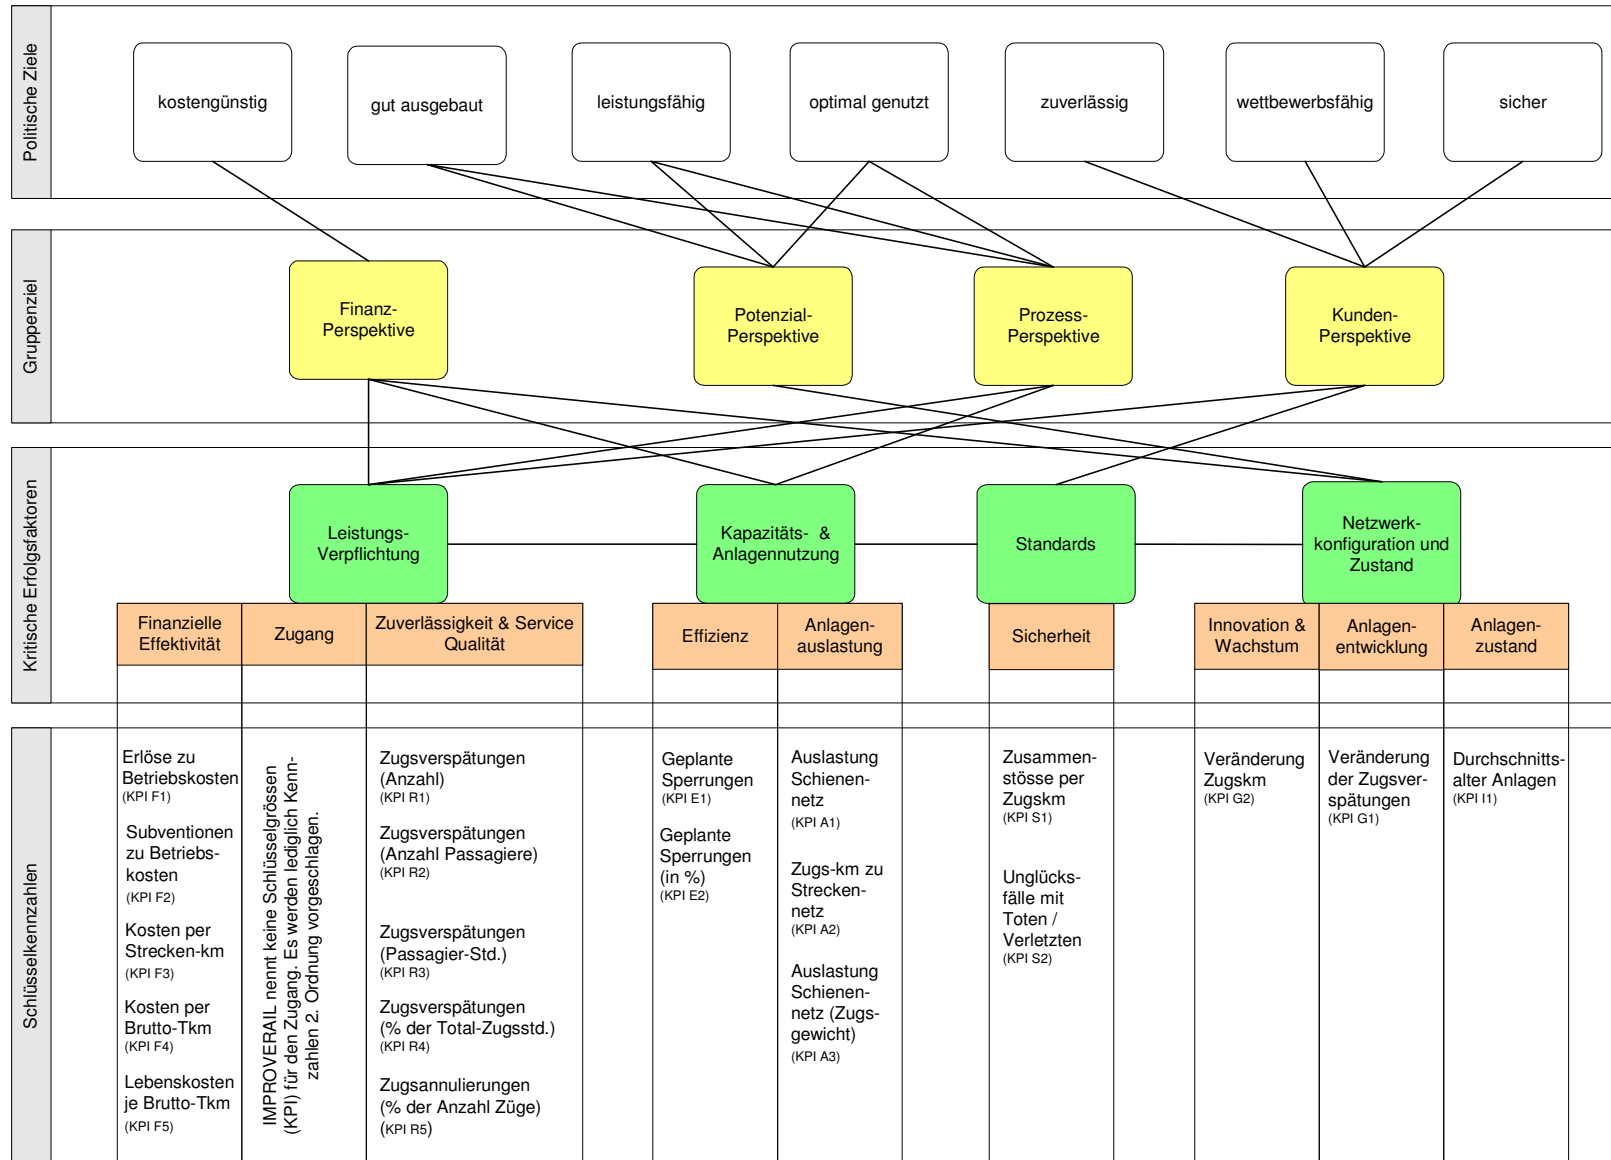 Politische Ziele
kostengünstig
gut ausgebaut
leistungsfähig
optimal genutzt
zuverlässig
wettbewerbsfähig
sicher
Gruppenziel
Finanz-
Perspektive
Potenzial-
Perspektive
Prozess-
Perspektive
Kunden-
Perspektive
Kritische Erfolgsfaktoren
Leistungs-
Verpflichtung
Kapazitäts- &
Anlagennutzung
Standards
Netzwerk-
konfiguration und
Zustand
Finanzielle
Effektivität
Zugang
Zuverlässigkeit & Service
Qualität
Effizienz
Anlagen-
auslastung
Sicherheit
Innovation &
Wachstum
Anlagen-
entwicklung
Anlagen-
zustand
Schlüsselkennzahlen
Erlöse zu
Betriebskosten
(KPI F1)
Subventionen
zu Betriebs-
kosten
(KPI F2)
Kosten per
Strecken-km
(KPI F3)
Kosten per
Brutto-Tkm
(KPI F4)
Lebenskosten
je Brutto-Tkm
(KPI F5)
IMPROVERAIL nennt keine Schlüsselgrössen
(KPI) für den Zugang. Es werden lediglich Kenn-
zahlen 2. Ordnung vorgeschlagen.
Zugsverspätungen
(Anzahl)
(KPI R1)
Zugsverspätungen
(Anzahl Passagiere)
(KPI R2)
Zugsverspätungen
(Passagier-Std.)
(KPI R3)
Zugsverspätungen
(% der Total-Zugsstd.)
(KPI R4)
Zugsannulierungen
(% der Anzahl Züge)
(KPI R5)
Geplante
Sperrungen
(KPI E1)
Geplante
Sperrungen
(in %)
(KPI E2)
Auslastung
Schienen-
netz
(KPI A1)
Zugs-km zu
Strecken-
netz
(KPI A2)
Auslastung
Schienen-
netz (Zugs-
gewicht)
(KPI A3)
Zusammen-
stösse per
Zugskm
(KPI S1)
Unglücks-
fälle mit
Toten /
Verletzten
(KPI S2)
Veränderung
Zugskm
(KPI G2)
Veränderung
der Zugsver-
spätungen
(KPI G1)
Durchschnitts-
alter Anlagen
(KPI I1)